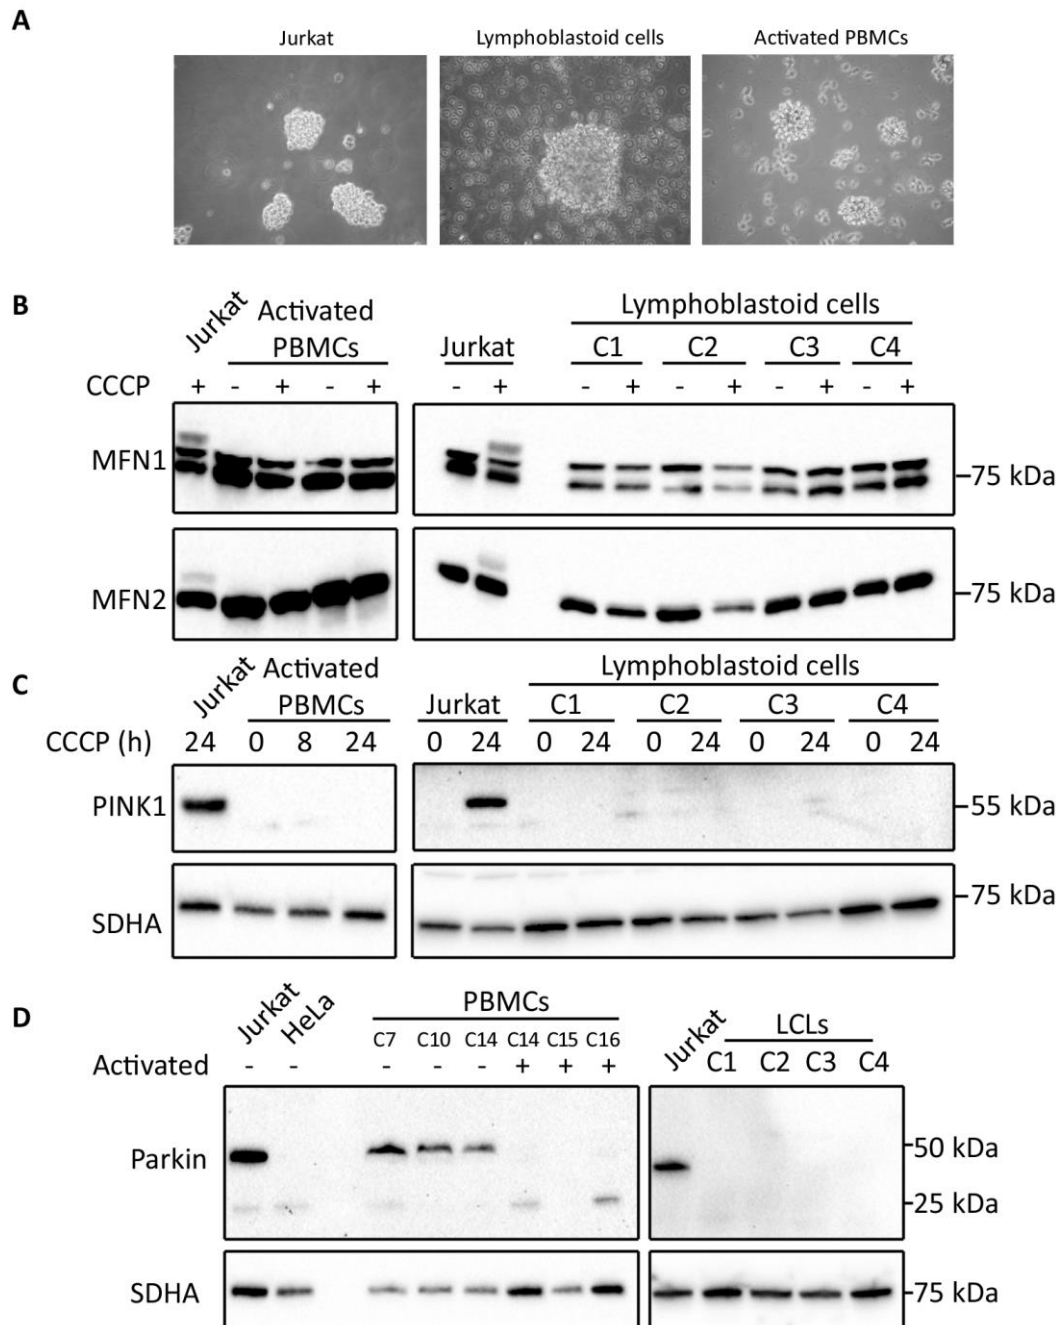 A
Jurkat Lymphoblastoid cells Activated PBMCs
B
Jurkat Activated PBMCs Jurkat Lymphoblastoid cells
C1 C2 C3 C4
CCCP + - + - + - + - + - + - + - +
MFN1 75 kDa
MFN2 75 kDa
C
Jurkat Activated PBMCs Jurkat Lymphoblastoid cells
C1 C2 C3 C4
CCCP (h) 24 0 8 24 0 24 0 24 0 24 0 24 0 24
PINK1 55 kDa
SDHA 75 kDa
D
Jurkat HeLa PBMCs Jurkat LCLs
C7 C10 C14 C14 C15 C16 C1 C2 C3 C4
Activated - - - - - + + +
Parkin 50 kDa
25 kDa
SDHA 75 kDa